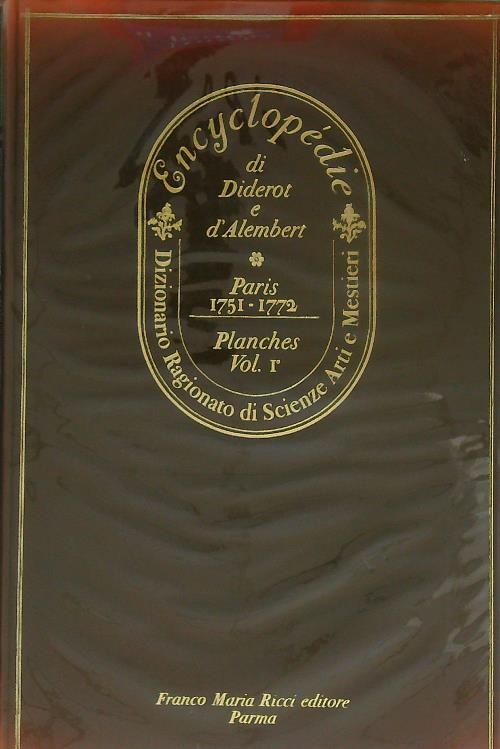 Encyclopédie
di
Diderot
e
d'Alembert
Paris
1751-1772
Planches
Vol. Iº
Dizionario Ragionato di Scienze Arti e Mestieri
Franco Maria Ricci editore
Parma